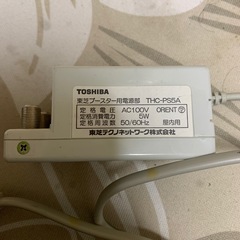 TOSHIBA
東芝ブースター用電源部 THC-PS5A
定格電圧 AC100V ORENT
定格消費電力 5W
定格周波数 50/60Hz 屋内用
東芝テクノネットワーク株式会社